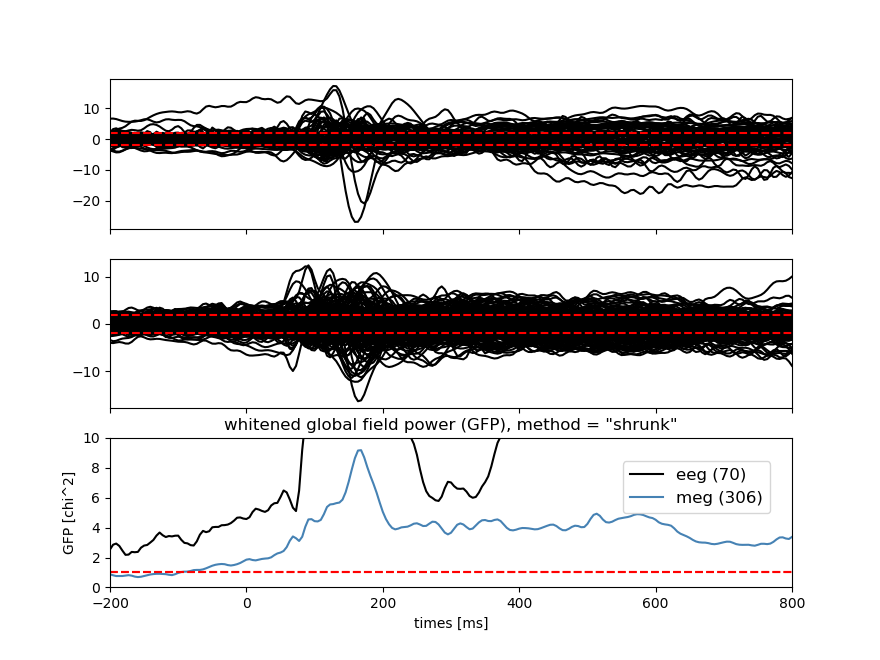 10
0
−10
−20
10
0
−10
whitened global field power (GFP), method = "shrunk"
10
8
6
4
2
0
GFP [chi^2]
eeg (70)
meg (306)
−200 0 200 400 600 800
times [ms]